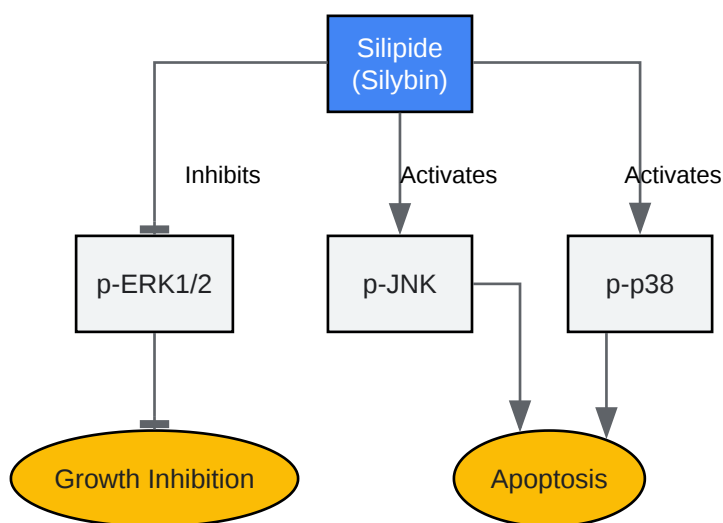 Silipide
(Silybin)
Inhibits
Activates
Activates
p-ERK1/2
p-JNK
p-p38
Growth Inhibition
Apoptosis